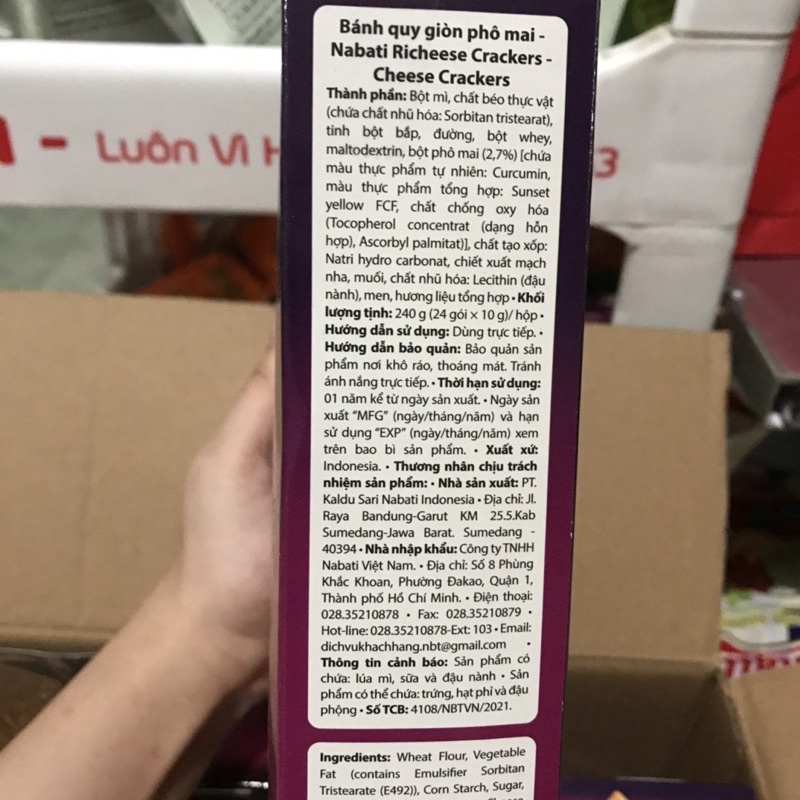 Bánh quy giòn phô mai -
Nabati Richeese Crackers -
Cheese Crackers
Thành phần: Bột mì, chất béo thực vật
(chứa chất nhũ hóa: Sorbitan tristearat),
tinh bột bắp, đường, bột whey,
maltodextrin, bột phô mai (2,7%) [chứa
màu thực phẩm tự nhiên: Curcumin,
màu thực phẩm tổng hợp: Sunset
yellow FCF, chất chống oxy hóa
(Tocopherol concentrat (dạng hỗn
hợp), Ascorbyl palmitat)], chất tạo xốp:
Natri hydro carbonat, chiết xuất mạch
nha, muối, chất nhũ hóa: Lecithin (đậu
nành), men, hương liệu tổng hợp • Khối
lượng tịnh: 240 g (24 gói x 10 g)/ hộp •
Hướng dẫn sử dụng: Dùng trực tiếp. •
Hướng dẫn bảo quản: Bảo quản sản
phẩm nơi khô ráo, thoáng mát. Tránh
ánh nắng trực tiếp. • Thời hạn sử dụng:
01 năm kể từ ngày sản xuất. • Ngày sản
xuất "MFG" (ngày/tháng/năm) và hạn
sử dụng "EXP" (ngày/tháng/năm) xem
trên bao bì sản phẩm. • Xuất xứ:
Indonesia. • Thương nhân chịu trách
nhiệm sản phẩm: • Nhà sản xuất: PT.
Kaldu Sari Nabati Indonesia • Địa chỉ: Jl.
Raya Bandung-Garut KM 25.5.Kab
Sumedang-Jawa Barat. Sumedang -
40394 • Nhà nhập khẩu: Công ty TNHH
Nabati Việt Nam. • Địa chỉ: Số 8 Phùng
Khắc Khoan, Phường Đakao, Quận 1,
Thành phố Hồ Chí Minh. • Điện thoại:
028.35210878 • Fax: 028.35210879 •
Hot-line: 028.35210878-Ext: 103 • Email:
dichvukhachhang.nbt@gmail.com •
Thông tin cảnh báo: Sản phẩm có
chứa: lúa mì, sữa và đậu nành • Sản
phẩm có thể chứa: trứng, hạt phỉ và đậu
phộng • Số TCB: 4108/NBTVN/2021.
Ingredients: Wheat Flour, Vegetable
Fat (contains Emulsifier Sorbitan
Tristearate (E492)), Corn Starch, Sugar,
- Luôn Vì
3